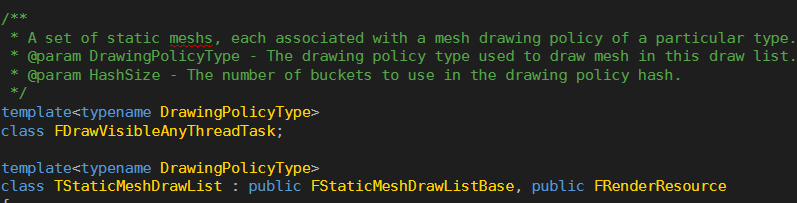 /**
 * A set of static meshs, each associated with a mesh drawing policy of a particular type.
 * @param DrawingPolicyType - The drawing policy type used to draw mesh in this draw list.
 * @param HashSize - The number of buckets to use in the drawing policy hash.
 */
template<typename DrawingPolicyType>
class FDrawVisibleAnyThreadTask;

template<typename DrawingPolicyType>
class TStaticMeshDrawList : public FStaticMeshDrawListBase, public FRenderResource
{